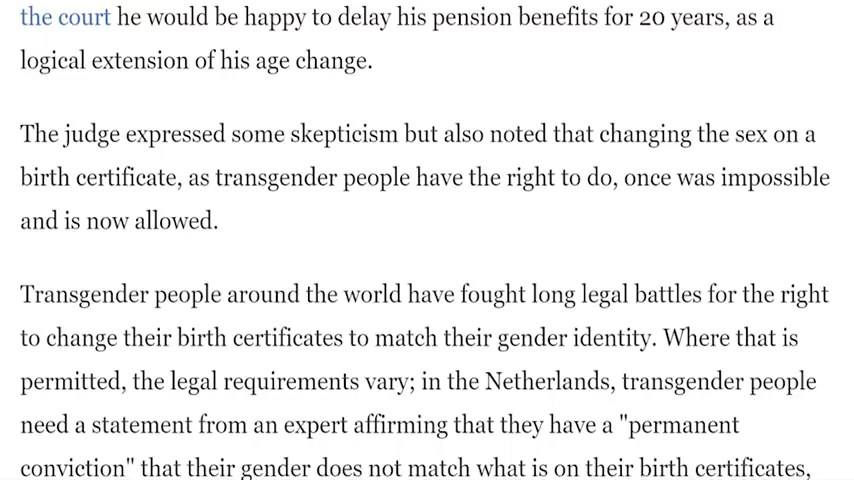 the court he would be happy to delay his pension benefits for 20 years, as a
logical extension of his age change.
The judge expressed some skepticism but also noted that changing the sex on a
birth certificate, as transgender people have the right to do, once was impossible
and is now allowed.
Transgender people around the world have fought long legal battles for the right
to change their birth certificates to match their gender identity. Where that is
permitted, the legal requirements vary; in the Netherlands, transgender people
need a statement from an expert affirming that they have a "permanent
conviction" that their gender does not match what is on their birth certificates,